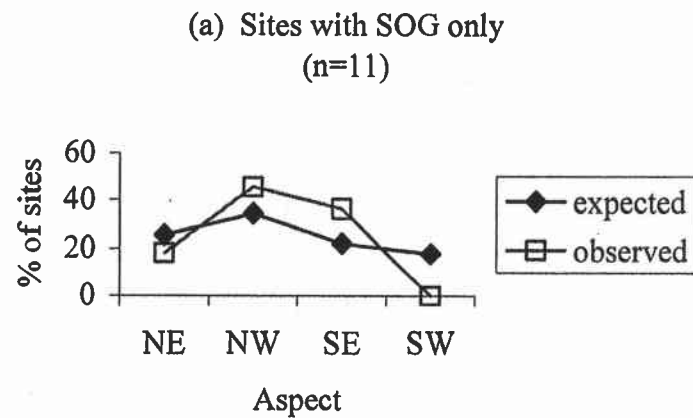 (a) Sites with SOG only
(n=11)
60
40
20
0
% of sites
NE NW SE SW
Aspect
expected
observed